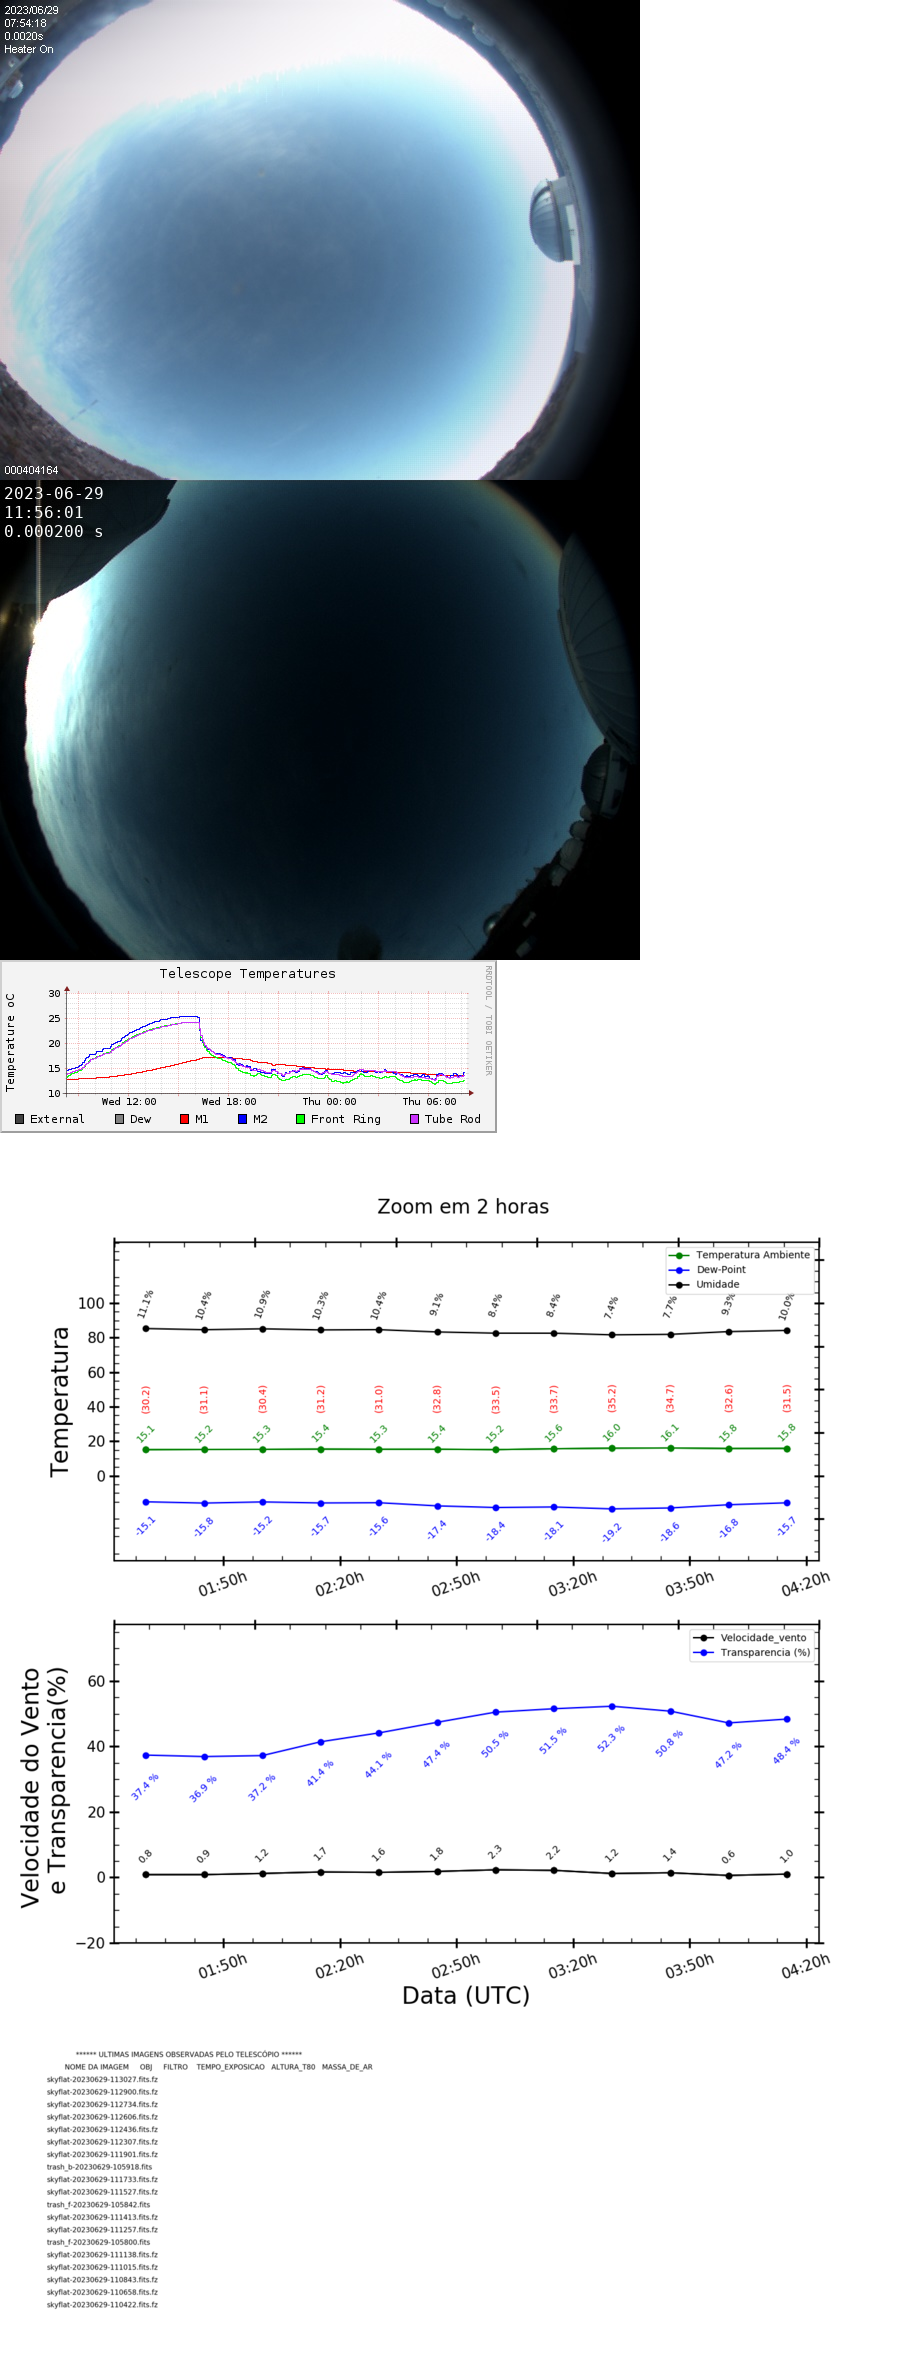 2023/06/29
07:54:18
0.0020s
Heater On
000404164
2023-06-29
11:56:01
0.000200 s
Telescope Temperatures
RRDTOOL / TOBI OETIKER
Temperature oC
30
25
20
15
10
Wed 12:00 Wed 18:00 Thu 00:00 Thu 06:00
External Dew M1 M2 Front Ring Tube Rod
Zoom em 2 horas
Temperatura Ambiente
Dew-Point
Umidade
Temperatura
100
80
60
40
20
0
11.1% 10.4% 10.9% 10.3% 10.4% 9.1% 8.4% 8.4% 7.4% 7.7% 9.3% 10.0%
(30.2) (31.1) (30.4) (31.2) (31.0) (32.8) (33.5) (33.7) (35.2) (34.7) (32.6) (31.5)
15.1 15.2 15.3 15.4 15.3 15.4 15.2 15.6 16.0 16.1 15.8 15.8
-15.1 -15.8 -15.2 -15.7 -15.6 -17.4 -18.4 -18.1 -19.2 -18.6 -16.8 -15.7
01:50h 02:20h 02:50h 03:20h 03:50h 04:20h
Velocidade_vento
Transparencia (%)
Velocidade do Vento
e Transparencia(%)
60
40
20
0
−20
37.4 % 36.9 % 37.2 % 41.4 % 44.1 % 47.4 % 50.5 % 51.5 % 52.3 % 50.8 % 47.2 % 48.4 %
0.8 0.9 1.2 1.7 1.6 1.8 2.3 2.2 1.2 1.4 0.6 1.0
01:50h 02:20h 02:50h 03:20h 03:50h 04:20h
Data (UTC)
****** ULTIMAS IMAGENS OBSERVADAS PELO TELESCÓPIO ******
NOME DA IMAGEM OBJ FILTRO TEMPO_EXPOSICAO ALTURA_T80 MASSA_DE_AR
skyflat-20230629-113027.fits.fz
skyflat-20230629-112900.fits.fz
skyflat-20230629-112734.fits.fz
skyflat-20230629-112606.fits.fz
skyflat-20230629-112436.fits.fz
skyflat-20230629-112307.fits.fz
skyflat-20230629-111901.fits.fz
trash_b-20230629-105918.fits
skyflat-20230629-111733.fits.fz
skyflat-20230629-111527.fits.fz
trash_f-20230629-105842.fits
skyflat-20230629-111413.fits.fz
skyflat-20230629-111257.fits.fz
trash_f-20230629-105800.fits
skyflat-20230629-111138.fits.fz
skyflat-20230629-111015.fits.fz
skyflat-20230629-110843.fits.fz
skyflat-20230629-110658.fits.fz
skyflat-20230629-110422.fits.fz